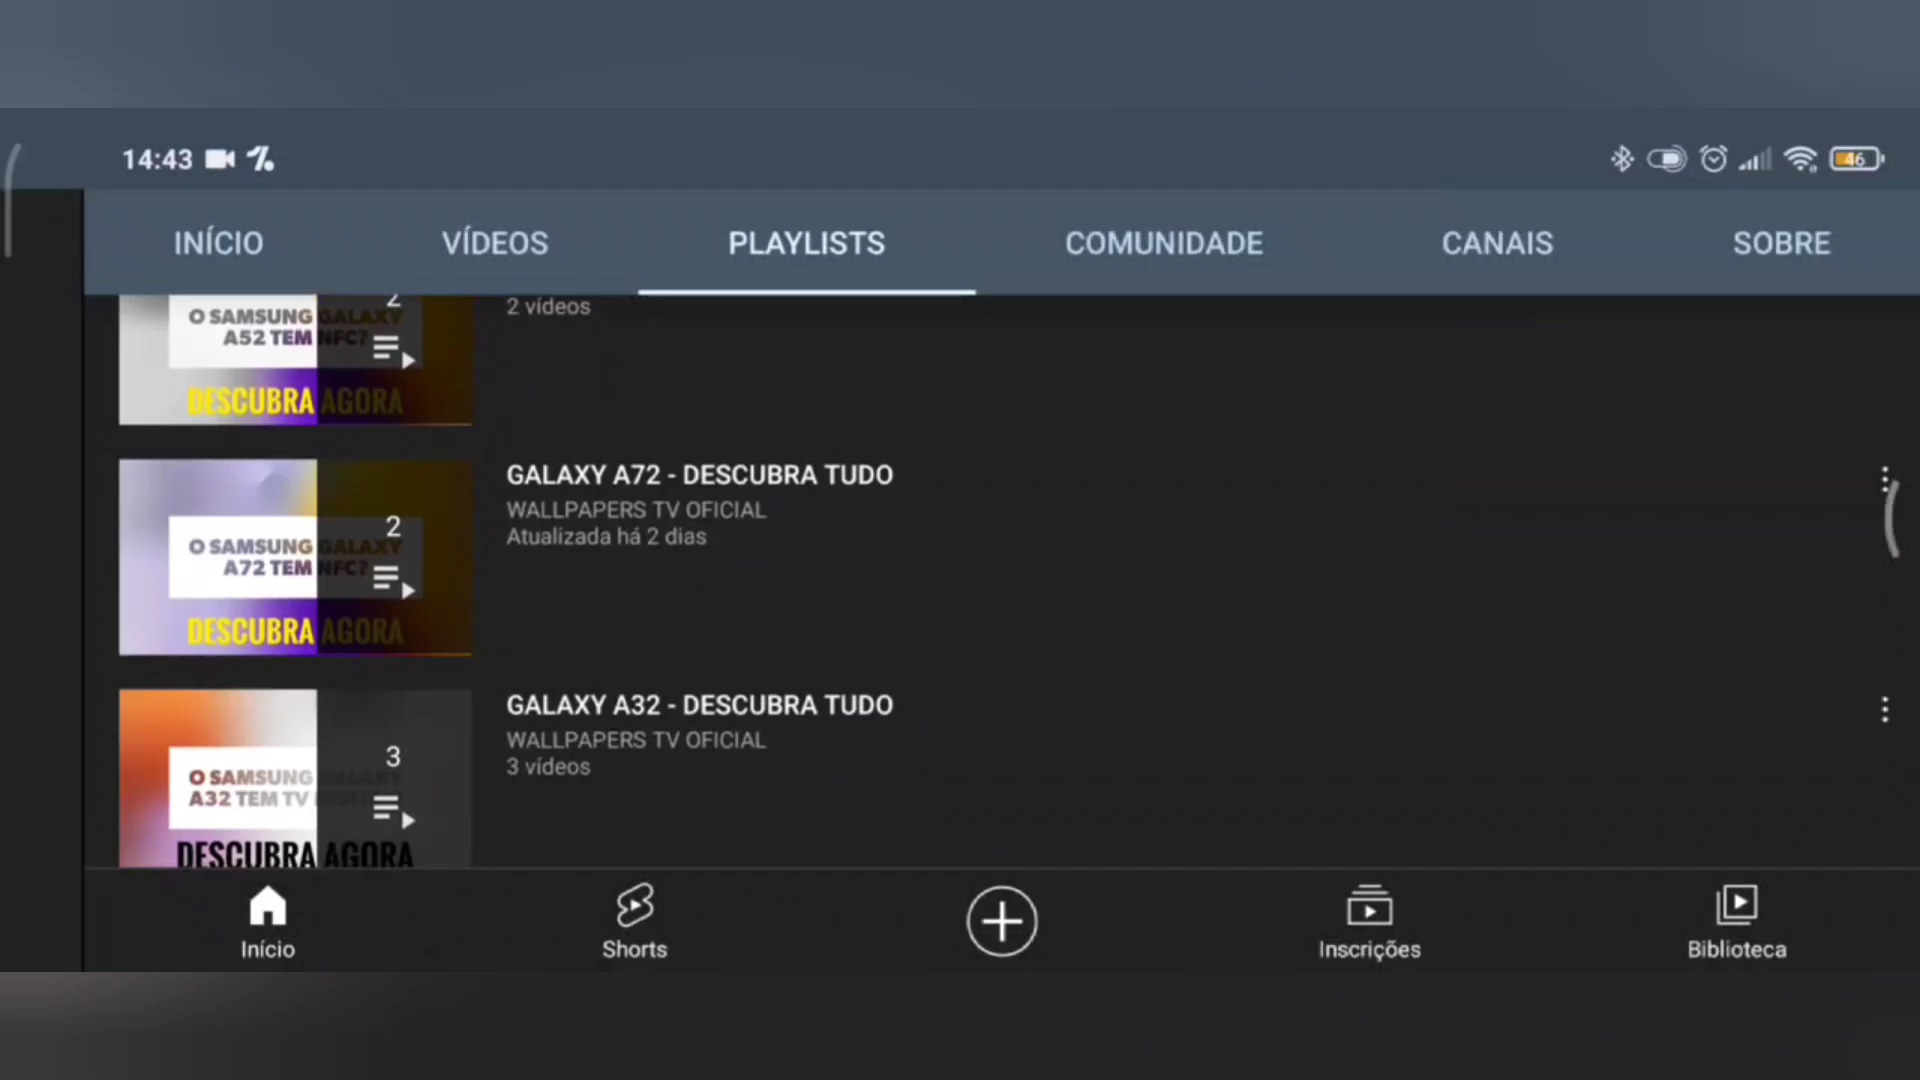 14:43
46
INÍCIO VÍDEOS PLAYLISTS COMUNIDADE CANAIS SOBRE
2
O SAMSUNG GALAXY
A52 TEM NFC?
DESCUBRA AGORA
2 vídeos
2
O SAMSUNG GALAXY
A72 TEM NFC?
DESCUBRA AGORA
GALAXY A72 - DESCUBRA TUDO
WALLPAPERS TV OFICIAL
Atualizada há 2 dias
3
O SAMSUNG GALAXY
A32 TEM TV
DESCUBRA AGORA
GALAXY A32 - DESCUBRA TUDO
WALLPAPERS TV OFICIAL
3 vídeos
Início Shorts Inscrições Biblioteca